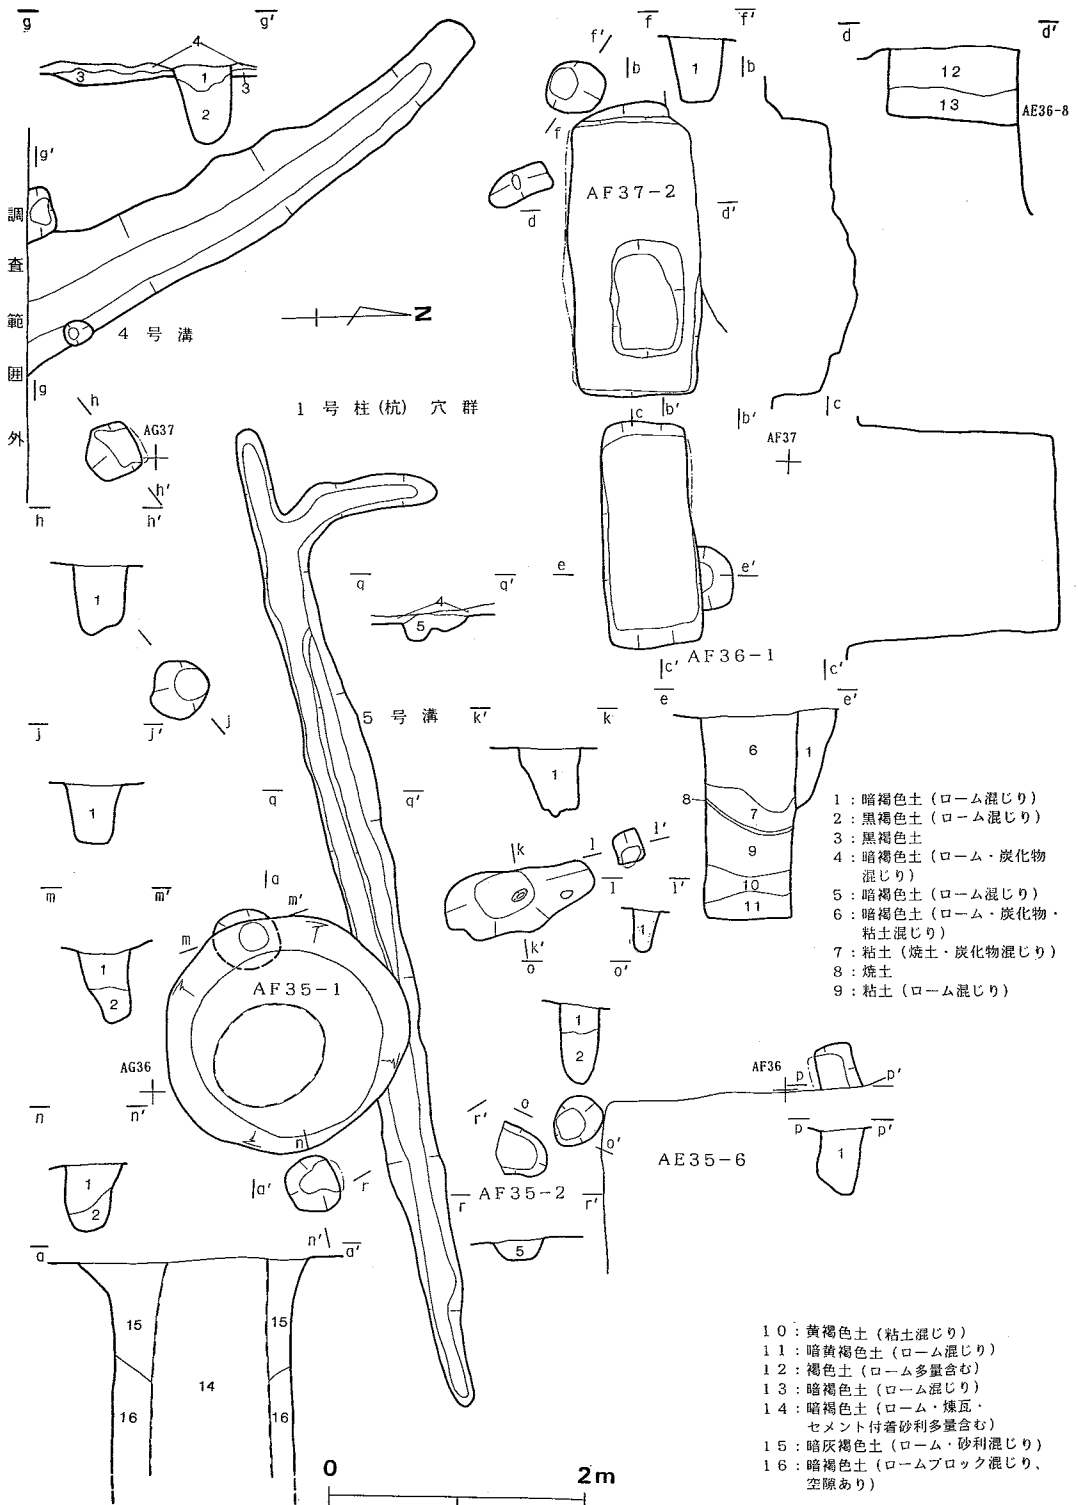 g
g'
f
f'
d
d'
4
3
1
2
3
f'
b
1
b
12
13
AE36-8
g'
f
AF37-2
d
d'
調査範囲外
4号溝
N
g
h
1号柱(杭)穴群
c
b'
b'
c
AG37
AF37
h'
h
h'
q
q'
e
e'
4
5
1
AF36-1
c'
c'
j
j
j'
5号溝
k'
k
e
e'
6
1
1
8
7
9
10
11
1
q
q'
1:暗褐色土(ローム混じり)
2:黒褐色土(ローム混じり)
3:黒褐色土
4:暗褐色土(ローム・炭化物
混じり)
5:暗褐色土(ローム混じり)
6:暗褐色土(ローム・炭化物・
粘土混じり)
7:粘土(焼土・炭化物混じり)
8:焼土
9:粘土(ローム混じり)
k
l
l'
l
l'
m
m'
a
m'
m
k'
o
o'
1
1
2
AF35-1
1
2
AG36
AF36
p
p'
n
n'
n
r'
o
o'
AE35-6
p
p'
1
1
2
a'
r
AF35-2
r
r'
5
n'
a
a'
15
15
14
16
16
10:黄褐色土(粘土混じり)
11:暗黄褐色土(ローム混じり)
12:褐色土(ローム多量含む)
13:暗褐色土(ローム混じり)
14:暗褐色土(ローム・煉瓦・
セメント付着砂利多量含む)
15:暗灰褐色土(ローム・砂利混じり)
16:暗褐色土(ロームブロック混じり、
空隙あり)
0
2m